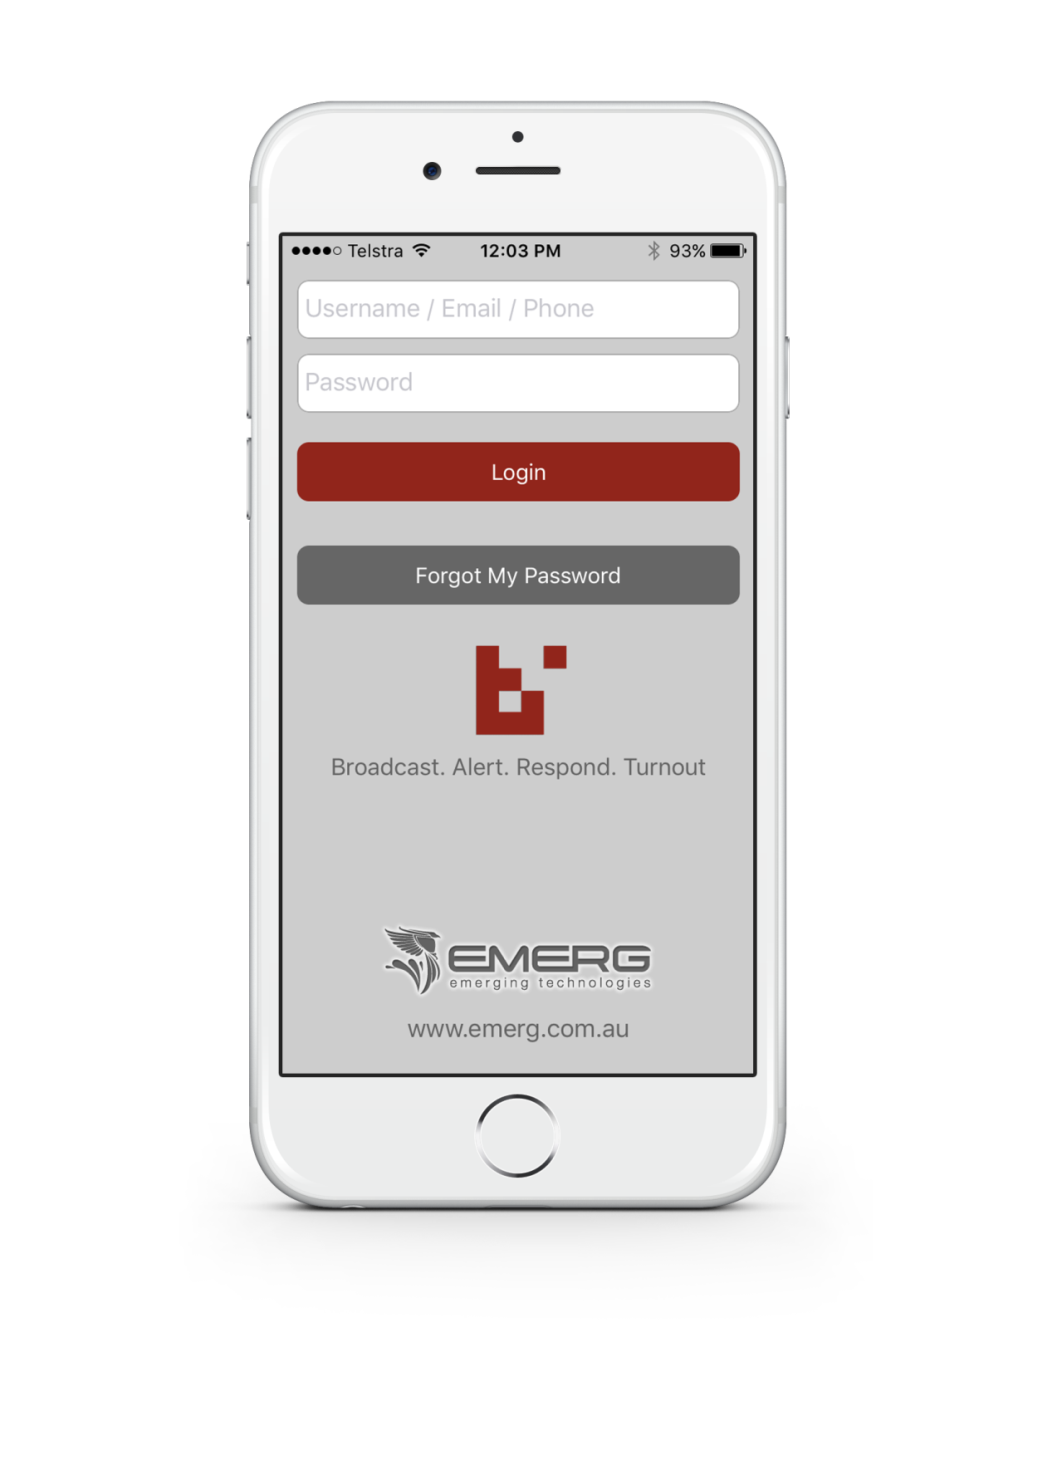 Telstra 12:03 PM 93%
Username / Email / Phone
Password
Login
Forgot My Password
Broadcast. Alert. Respond. Turnout
EMERG
emerging technologies
www.emerg.com.au